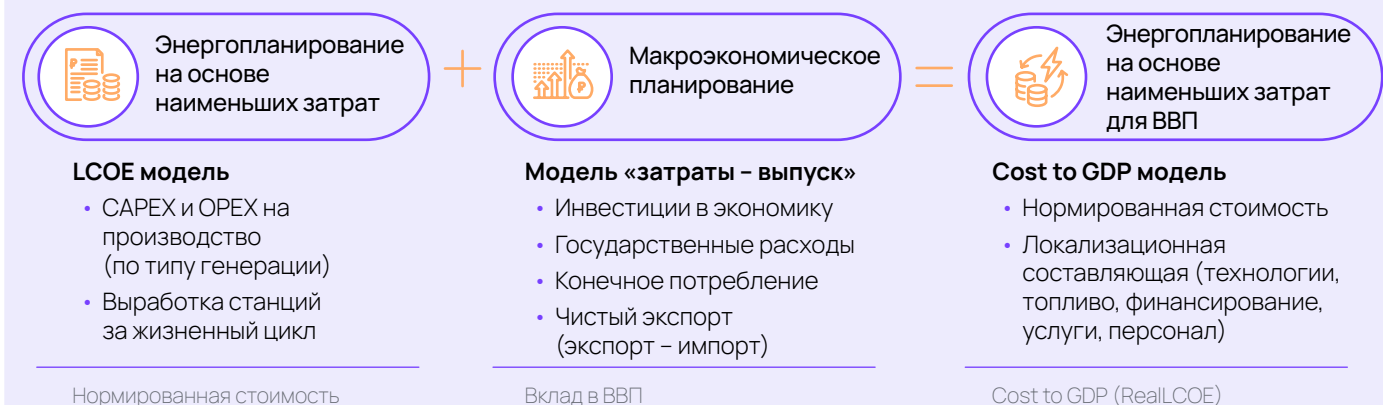 Энергопланирование
на основе
наименьших затрат
+
Макроэкономическое
планирование
=
Энергопланирование
на основе
наименьших затрат
для ВВП
LCOE модель
• CAPEX и OPEX на
производство
(по типу генерации)
• Выработка станций
за жизненный цикл
Нормированная стоимость
Модель «затраты – выпуск»
• Инвестиции в экономику
• Государственные расходы
• Конечное потребление
• Чистый экспорт
(экспорт – импорт)
Вклад в ВВП
Cost to GDP модель
• Нормированная стоимость
• Локализационная
составляющая (технологии,
топливо, финансирование,
услуги, персонал)
Cost to GDP (RealLCOE)